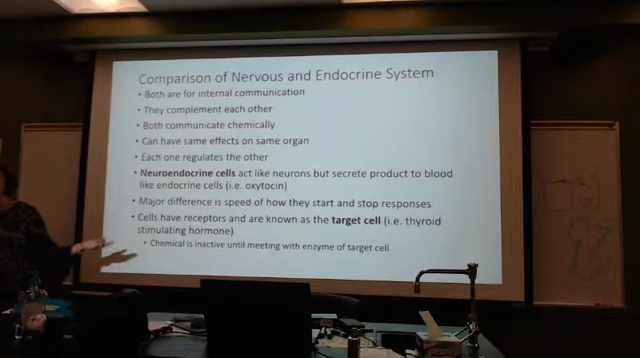 Comparison of Nervous and Endocrine System
• Both are for internal communication
• They complement each other
• Both communicate chemically
• Can have same effects on same organ
• Each one regulates the other
• Neuroendocrine cells act like neurons but secrete product to blood
like endocrine cells (i.e. oxytocin)
• Major difference is speed of how they start and stop responses
• Cells have receptors and are known as the target cell (i.e. thyroid
stimulating hormone)
• Chemical is inactive until meeting with enzyme of target cell